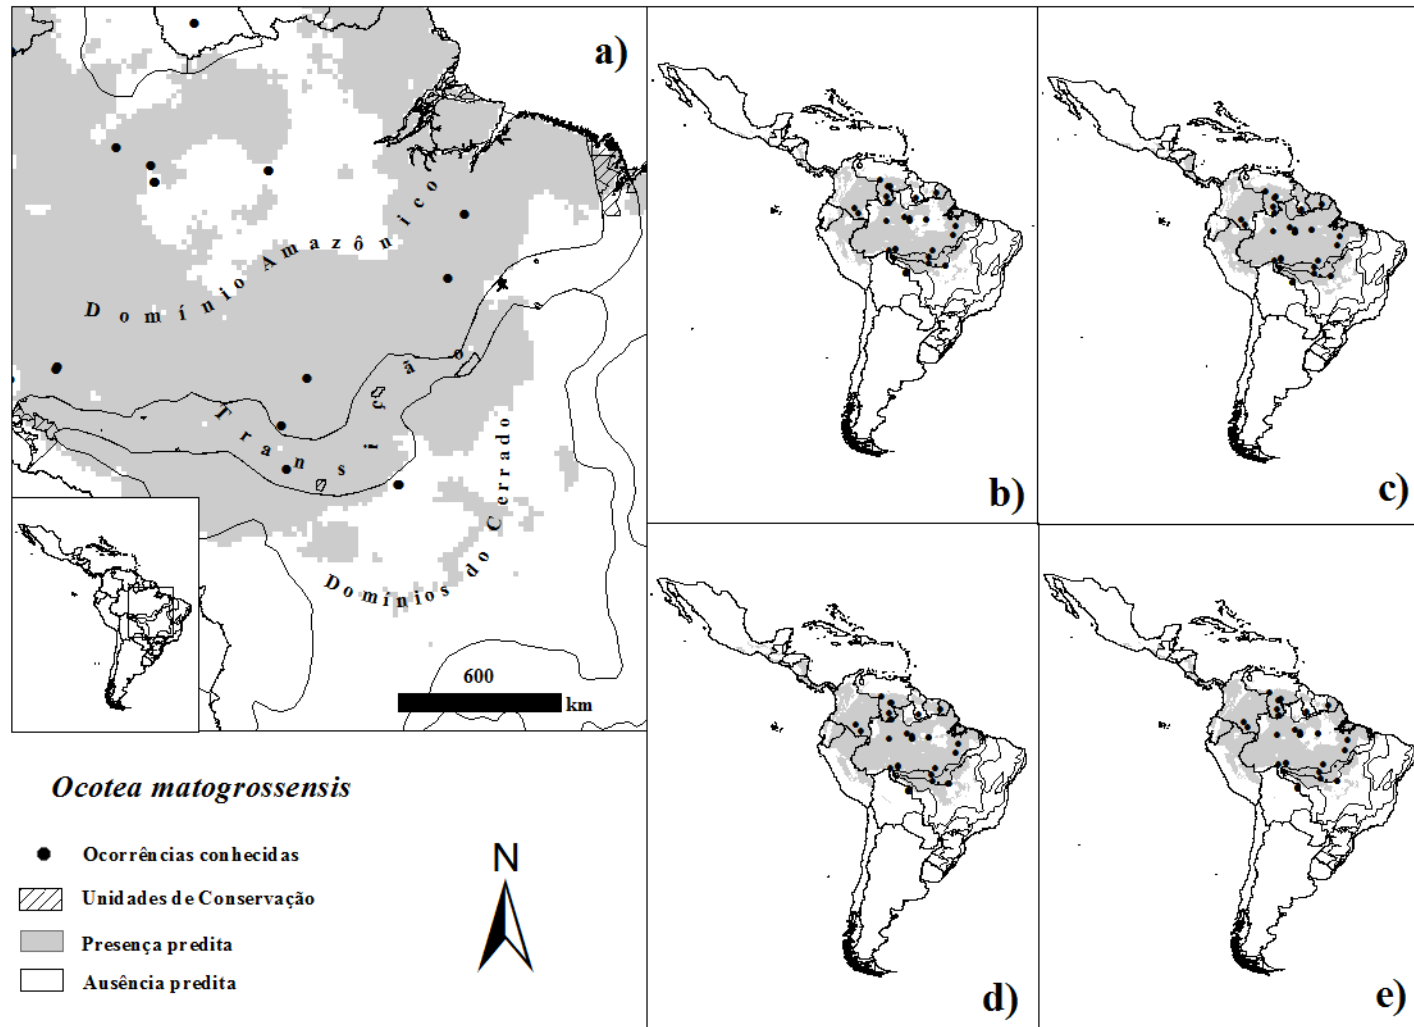 a)
Domínio Amazônico
Transição
Domínios do Cerrado
600
km
b)
c)
d)
e)
Ocotea matogrossensis
Ocorrências conhecidas
Unidades de Conservação
Presença predita
Ausência predita
N